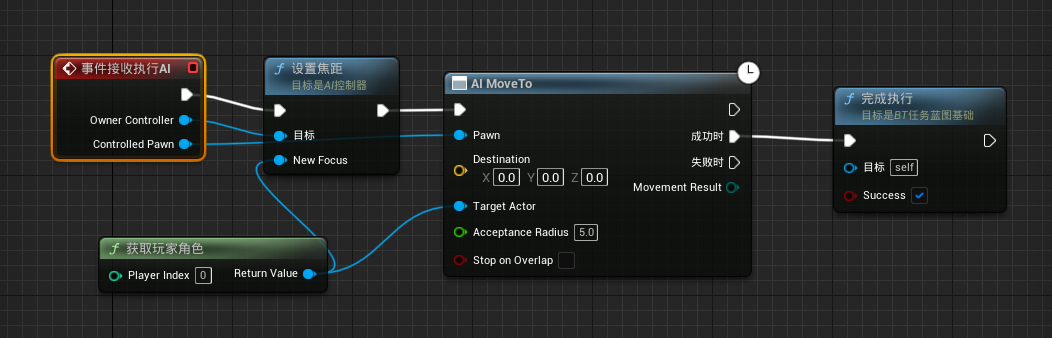 事件接收执行AI
Owner Controller
Controlled Pawn
设置焦距
目标是AI控制器
目标
New Focus
获取玩家角色
Player Index 0
Return Value
AI MoveTo
Pawn
成功时
Destination
X 0.0 Y 0.0 Z 0.0
失败时
Movement Result
Target Actor
Acceptance Radius 5.0
Stop on Overlap
完成执行
目标是BT任务蓝图基础
目标 self
Success